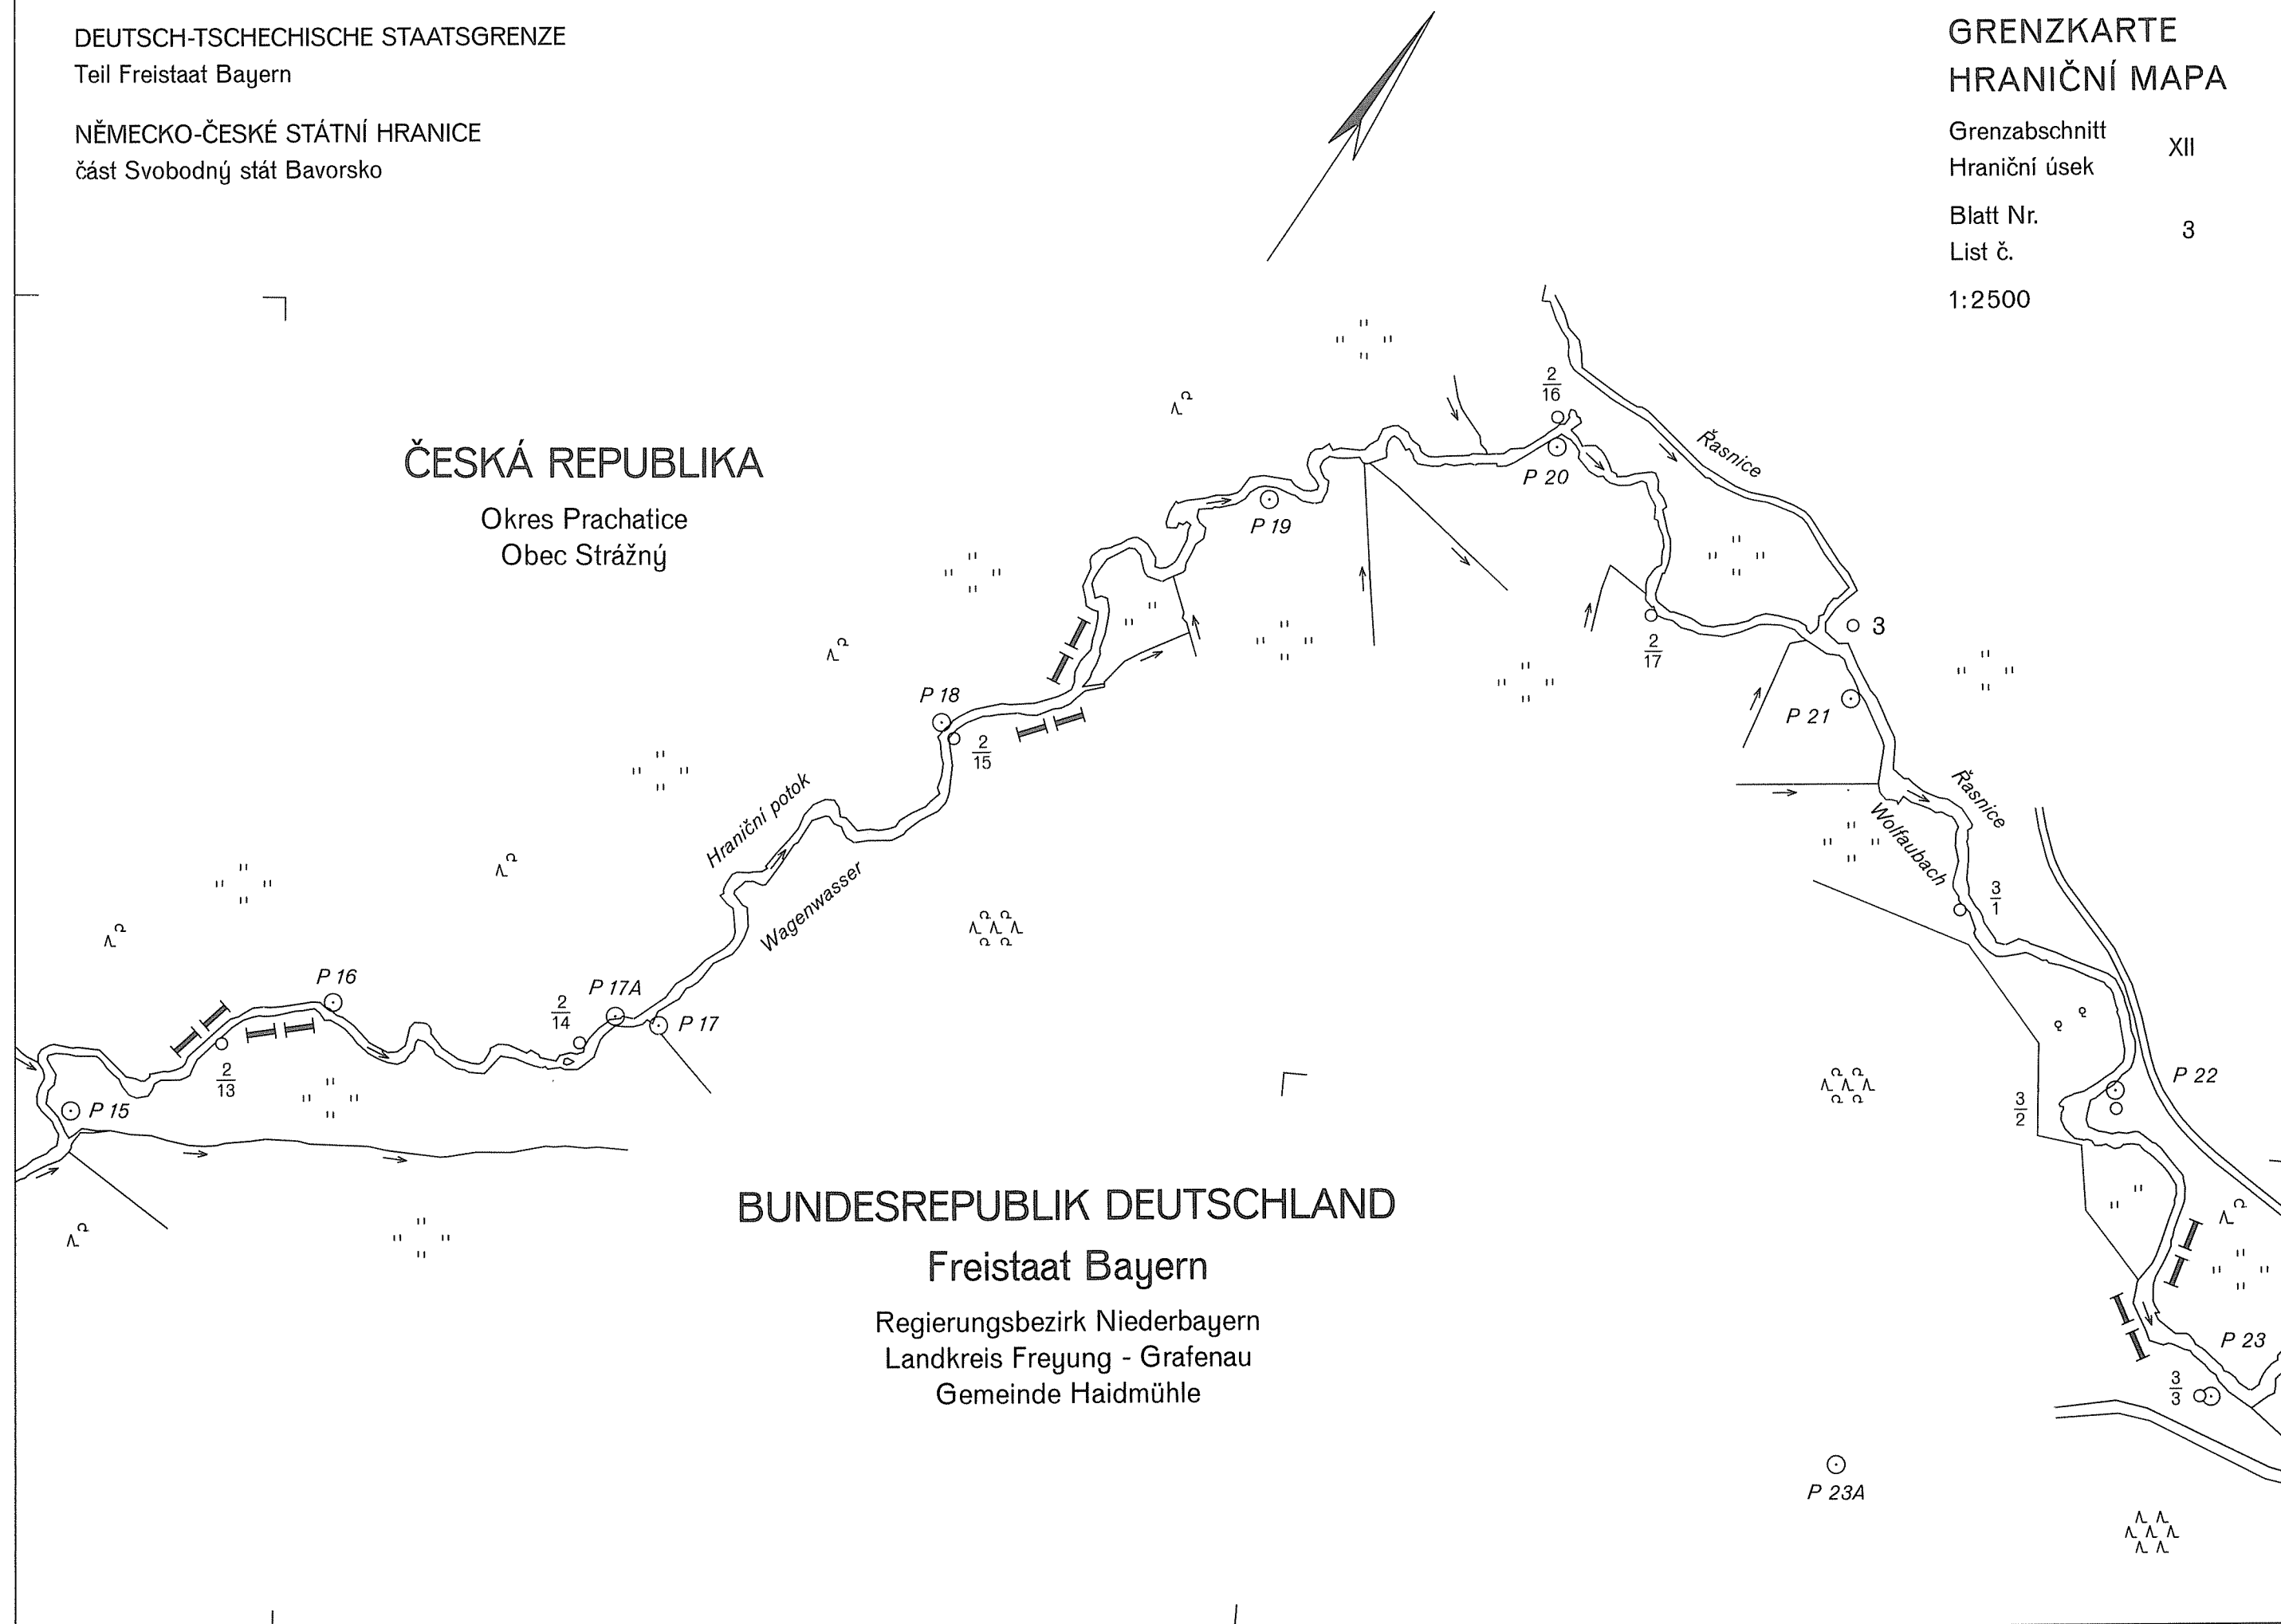 DEUTSCH-TSCHECHISCHE STAATSGRENZE
Teil Freistaat Bayern
NĚMECKO-ČESKÉ STÁTNÍ HRANICE
část Svobodný stát Bavorsko
GRENZKARTE
HRANIČNÍ MAPA
Grenzabschnitt
Hraniční úsek
XII
Blatt Nr.
List č.
3
1:2500
ČESKÁ REPUBLIKA
Okres Prachatice
Obec Strážný
2
16
P 20
Řasnice
P 19
2
17
3
P 21
P 18
2
15
Hraniční potok
Wagenwasser
Řasnice
Wolfaubach
3
1
P 16
2
14
P 17A
P 17
2
13
P 15
P 22
3
2
BUNDESREPUBLIK DEUTSCHLAND
Freistaat Bayern
Regierungsbezirk Niederbayern
Landkreis Freyung - Grafenau
Gemeinde Haidmühle
P 23
3
3
P 23A